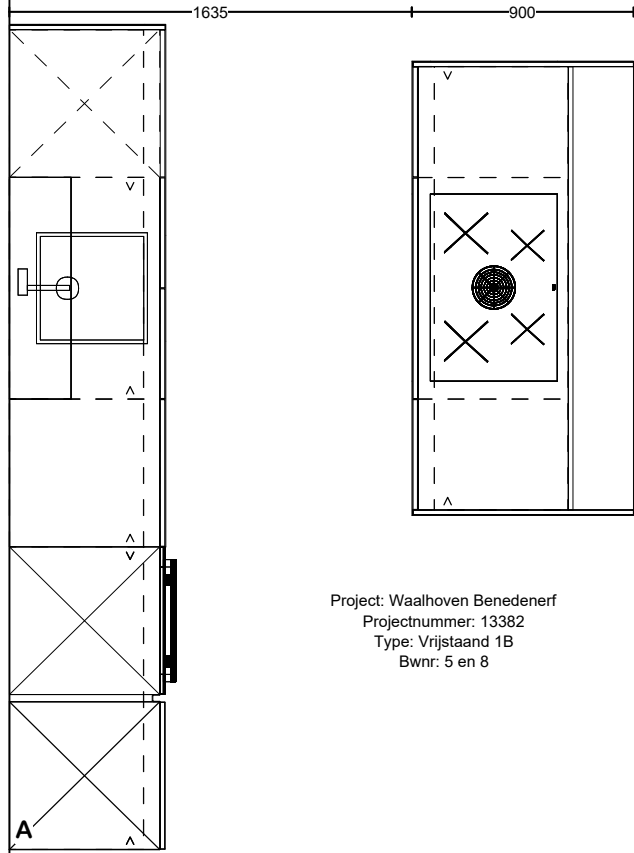 1635 900
A
Project: Waalhoven Benedenerf
Projectnummer: 13382
Type: Vrijstaand 1B
Bwnr: 5 en 8